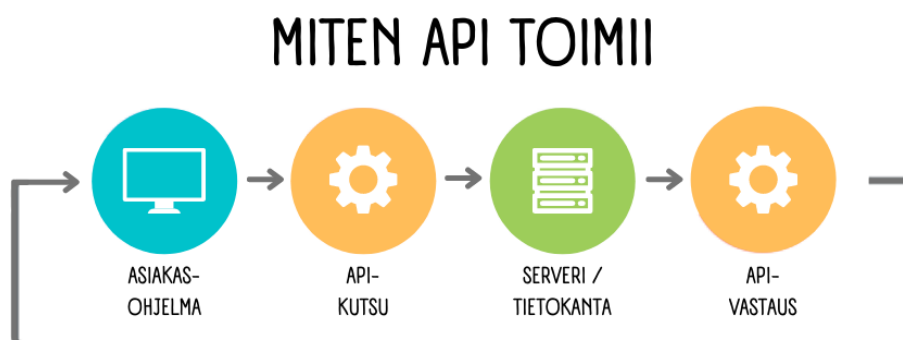 MITEN API TOIMII
ASIAKAS-
OHJELMA
API-
KUTSU
SERVERI /
TIETOKANTA
API-
VASTAUS